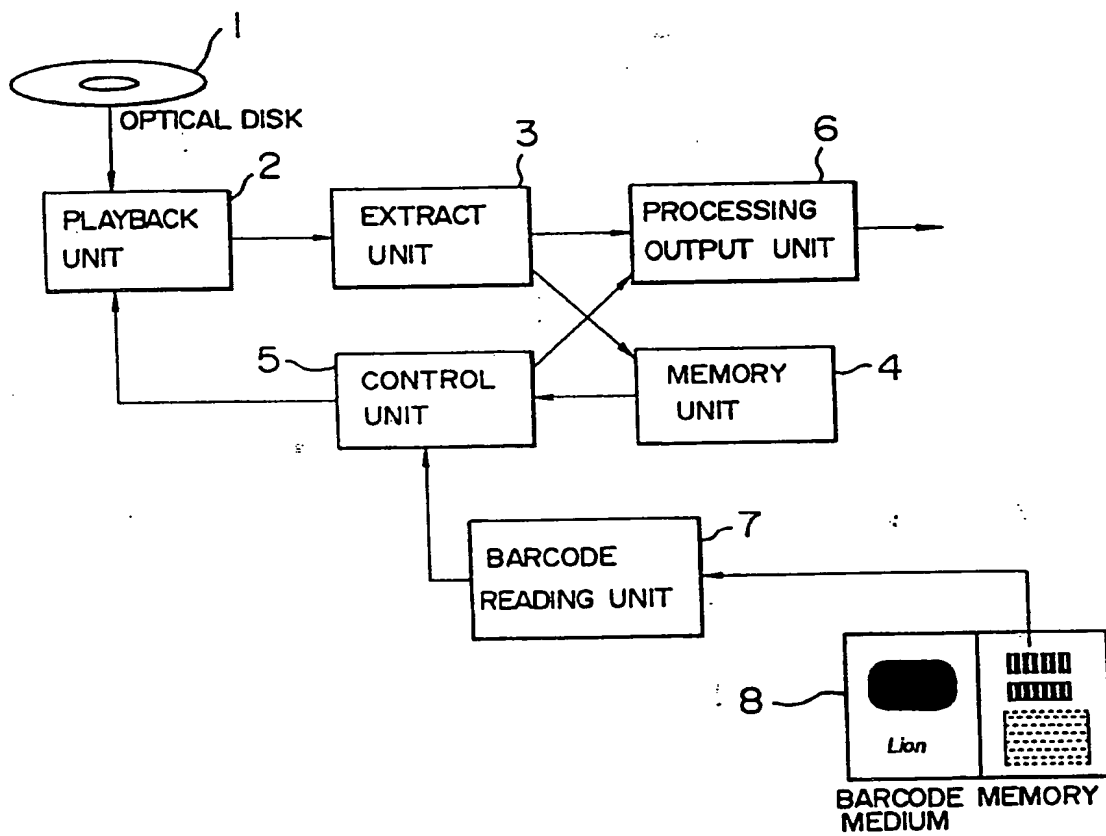 1
OPTICAL DISK
2
PLAYBACK
UNIT
3
EXTRACT
UNIT
6
PROCESSING
OUTPUT UNIT
5
CONTROL
UNIT
MEMORY
UNIT
4
7
BARCODE
READING UNIT
8
Lion
BARCODE MEMORY
MEDIUM